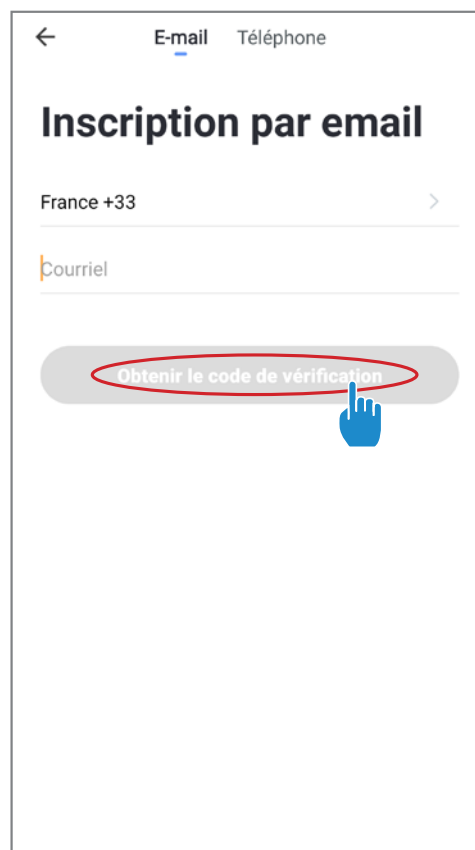 E-mail Téléphone
Inscription par email
France +33
Courriel
Obtenir le code de vérification